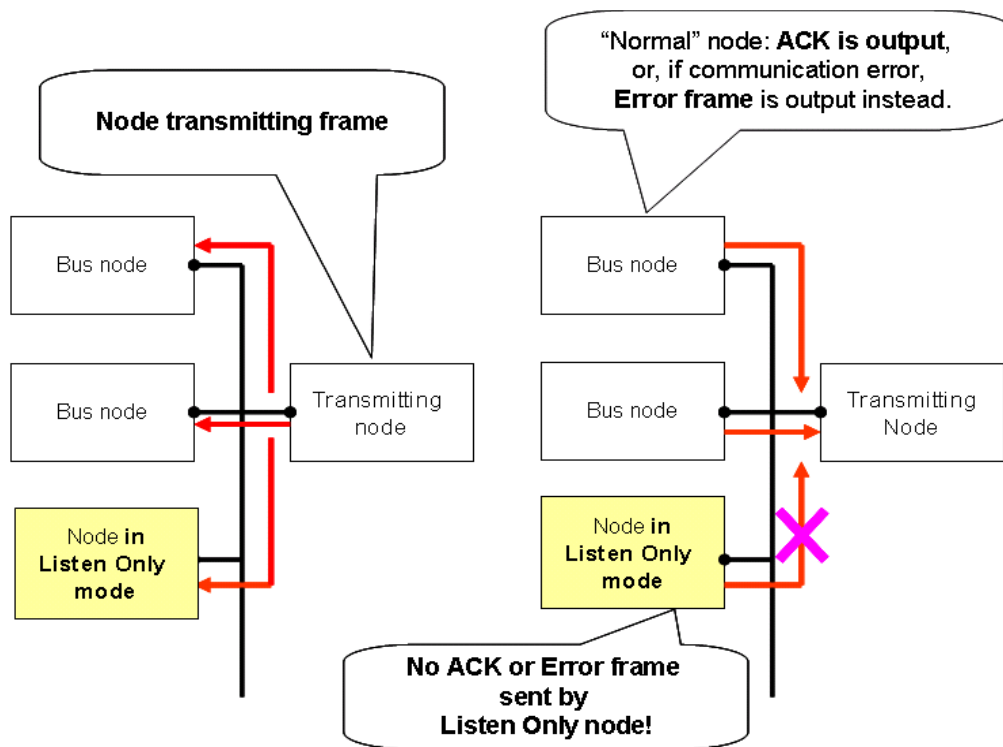 Node transmitting frame
Bus node
Bus node
Transmitting
node
Node in
Listen Only
mode
“Normal” node: ACK is output,
or, if communication error,
Error frame is output instead.
Bus node
Bus node
Transmitting
Node
Node in
Listen Only
mode
No ACK or Error frame
sent by
Listen Only node!